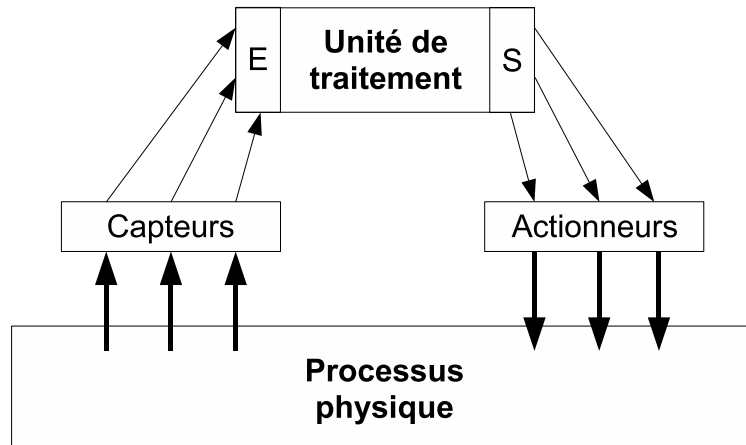 E
Unité de
traitement
S
Capteurs
Actionneurs
Processus
physique